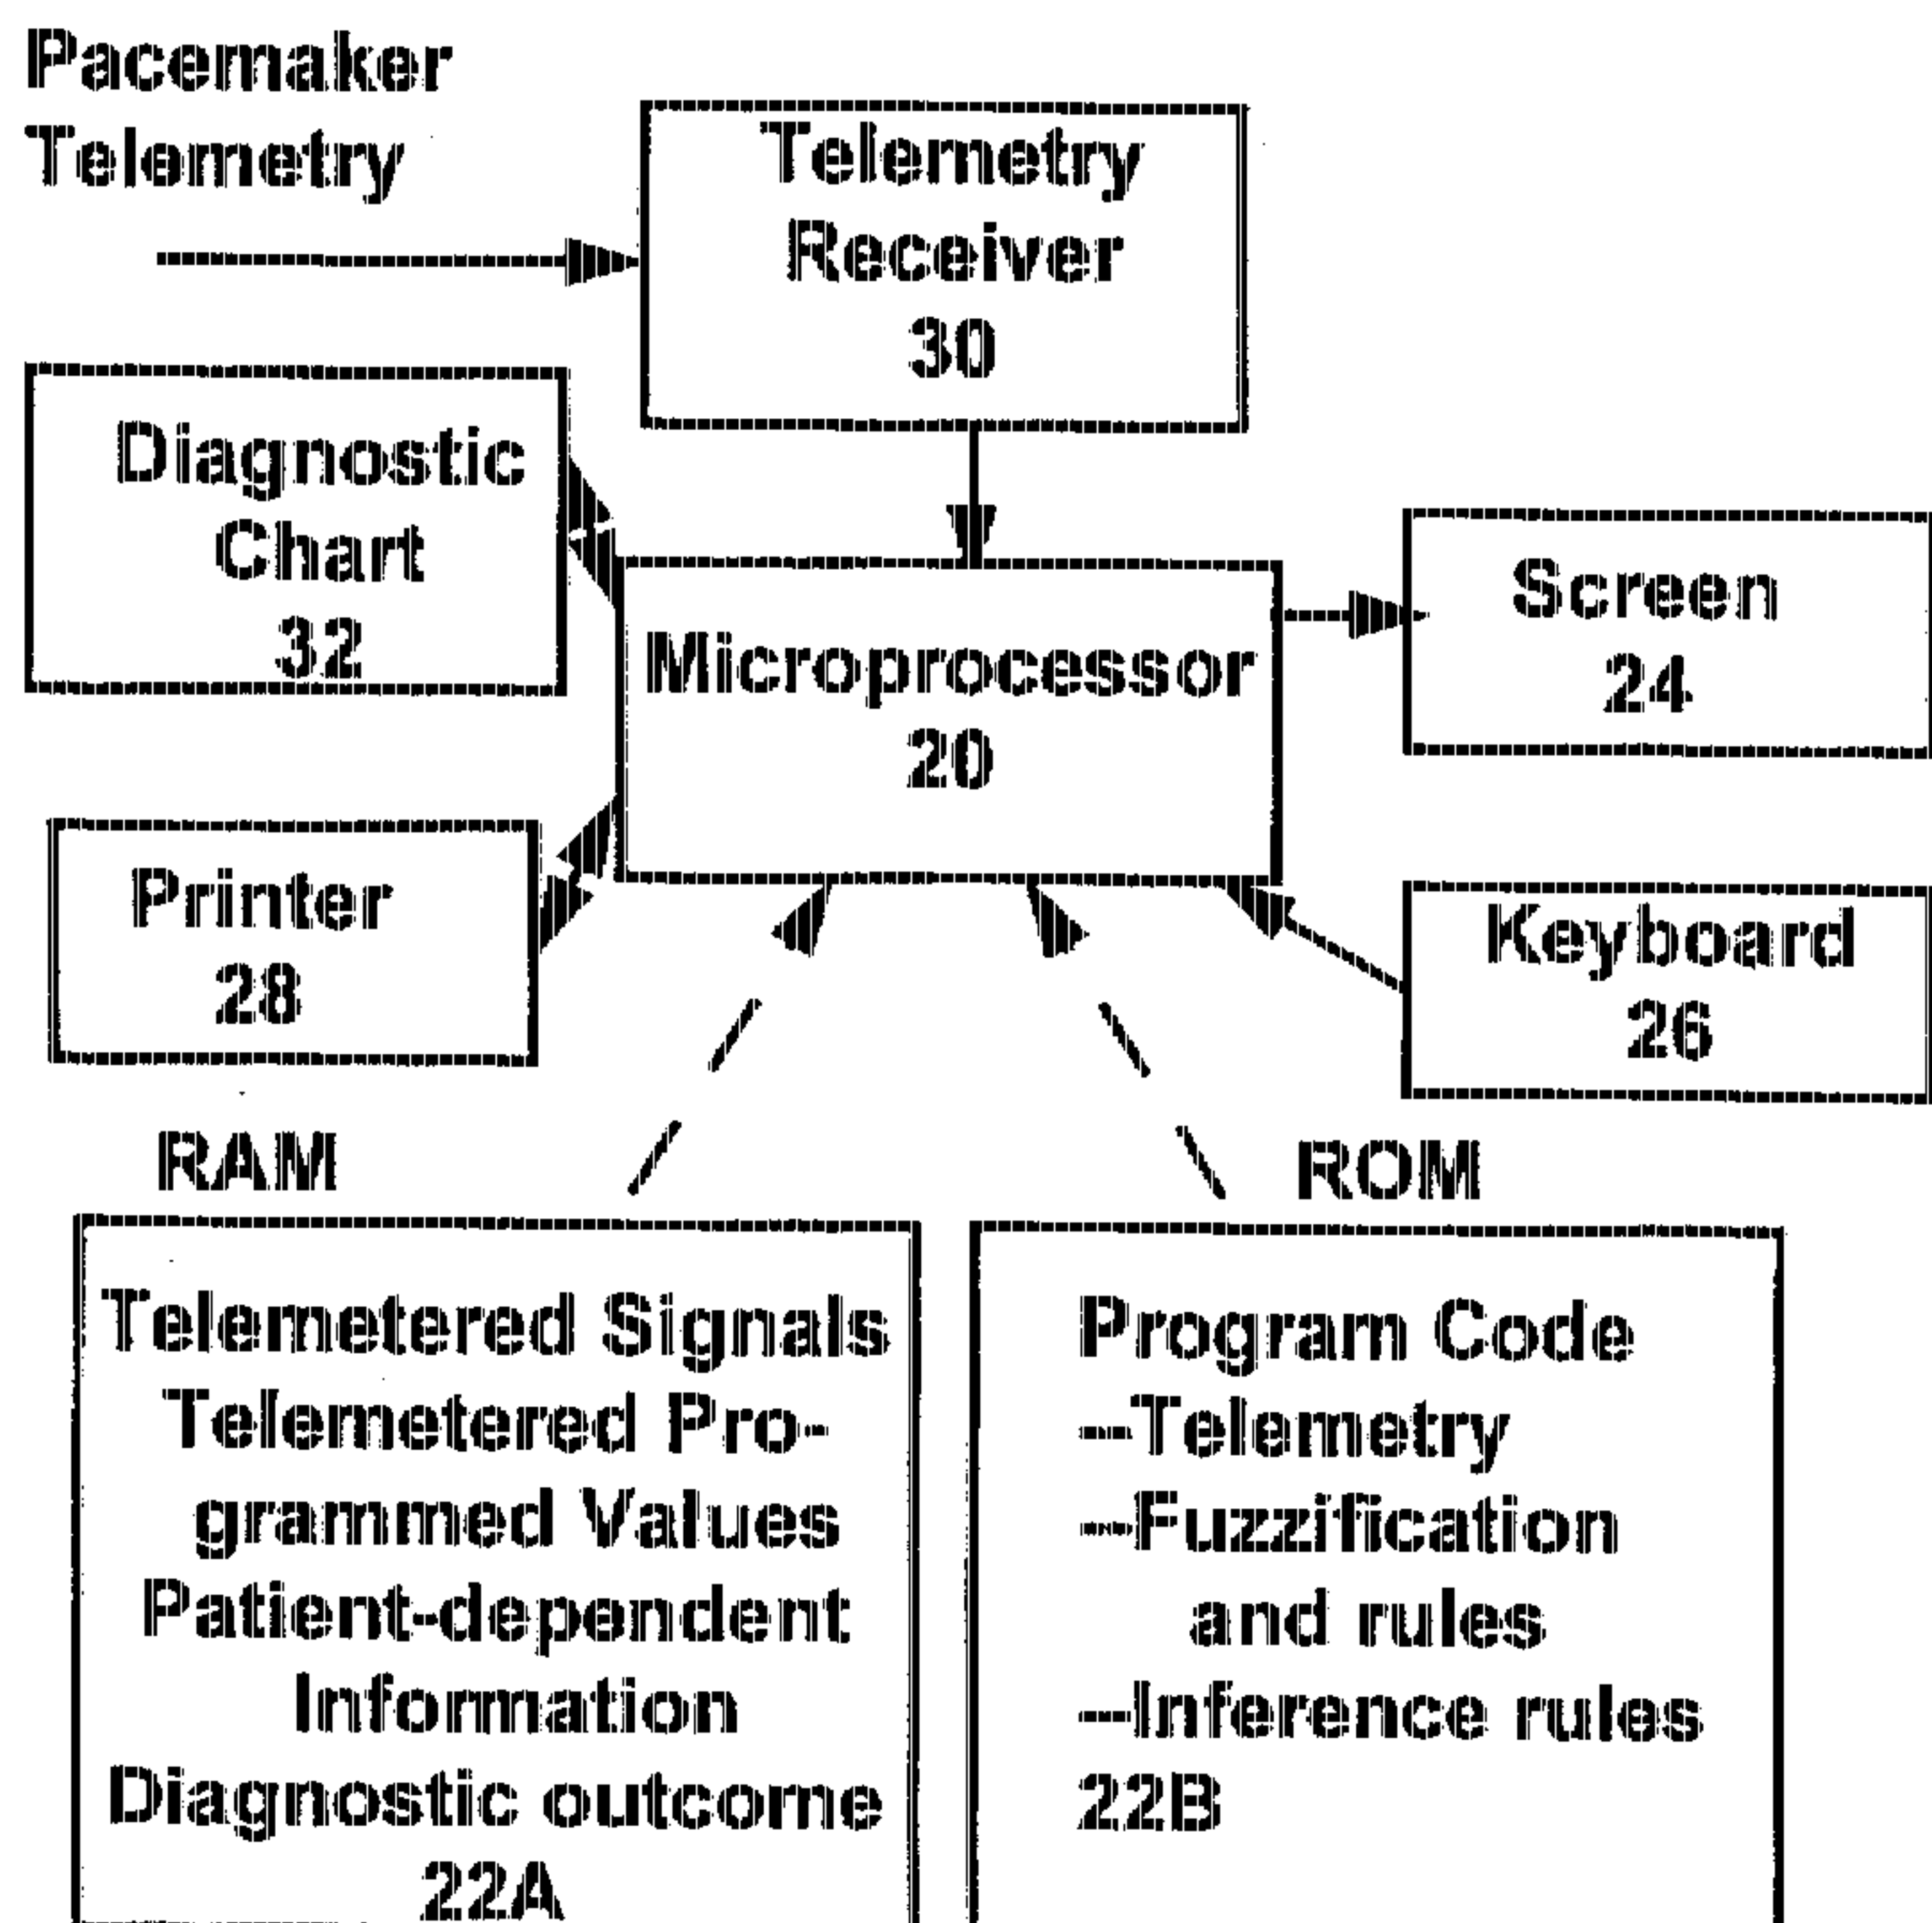 Pacemaker
Telemetry
Telemetry
Receiver
30
Diagnostic
Chart
32
Microprocessor
20
Screen
24
Printer
28
Keyboard
26
RAM
Telemetered Signals
Telemetered Pro-
grammed Values
Patient-dependent
Information
Diagnostic outcome
22A
ROM
Program Code
--Telemetry
--Fuzzification
and rules
--Inference rules
22B